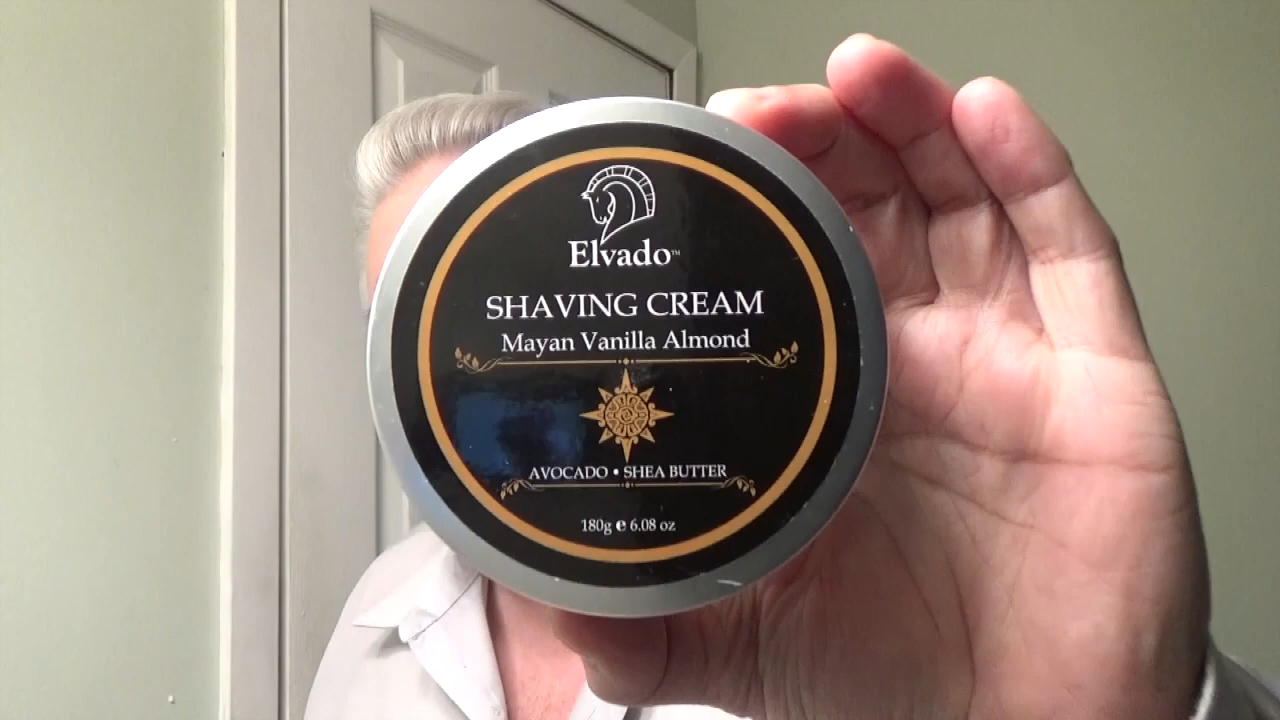 Elvado™
SHAVING CREAM
Mayan Vanilla Almond
AVOCADO • SHEA BUTTER
180g ℮ 6.08 oz